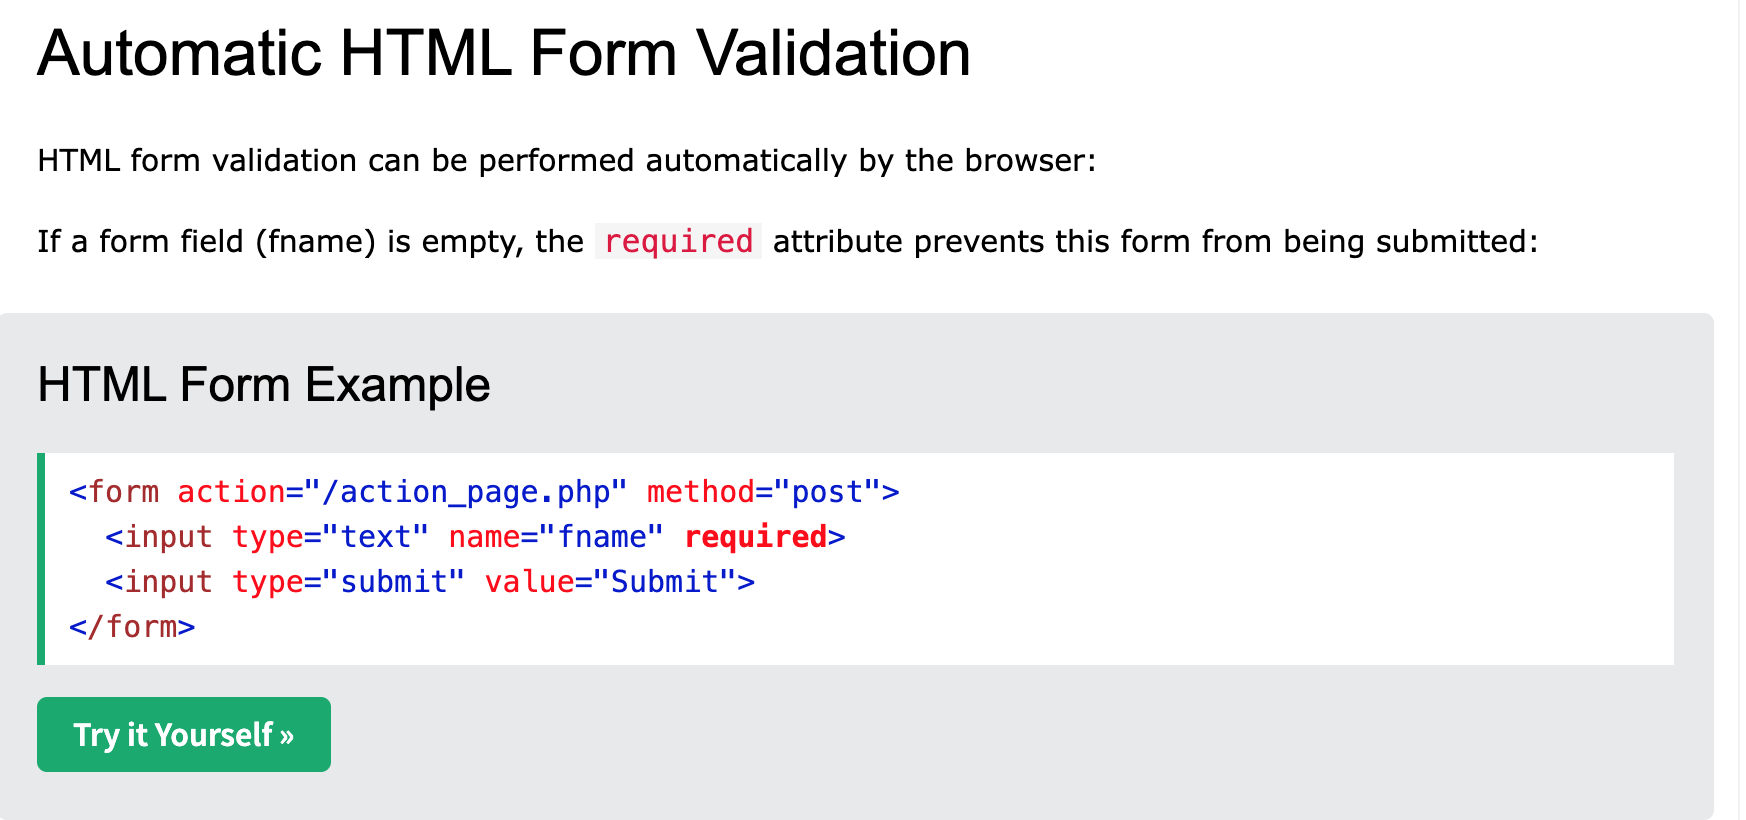 Automatic HTML Form Validation
HTML form validation can be performed automatically by the browser:
If a form field (fname) is empty, the required attribute prevents this form from being submitted:
HTML Form Example
<form action="/action_page.php" method="post">
  <input type="text" name="fname" required>
  <input type="submit" value="Submit">
</form>
Try it Yourself »